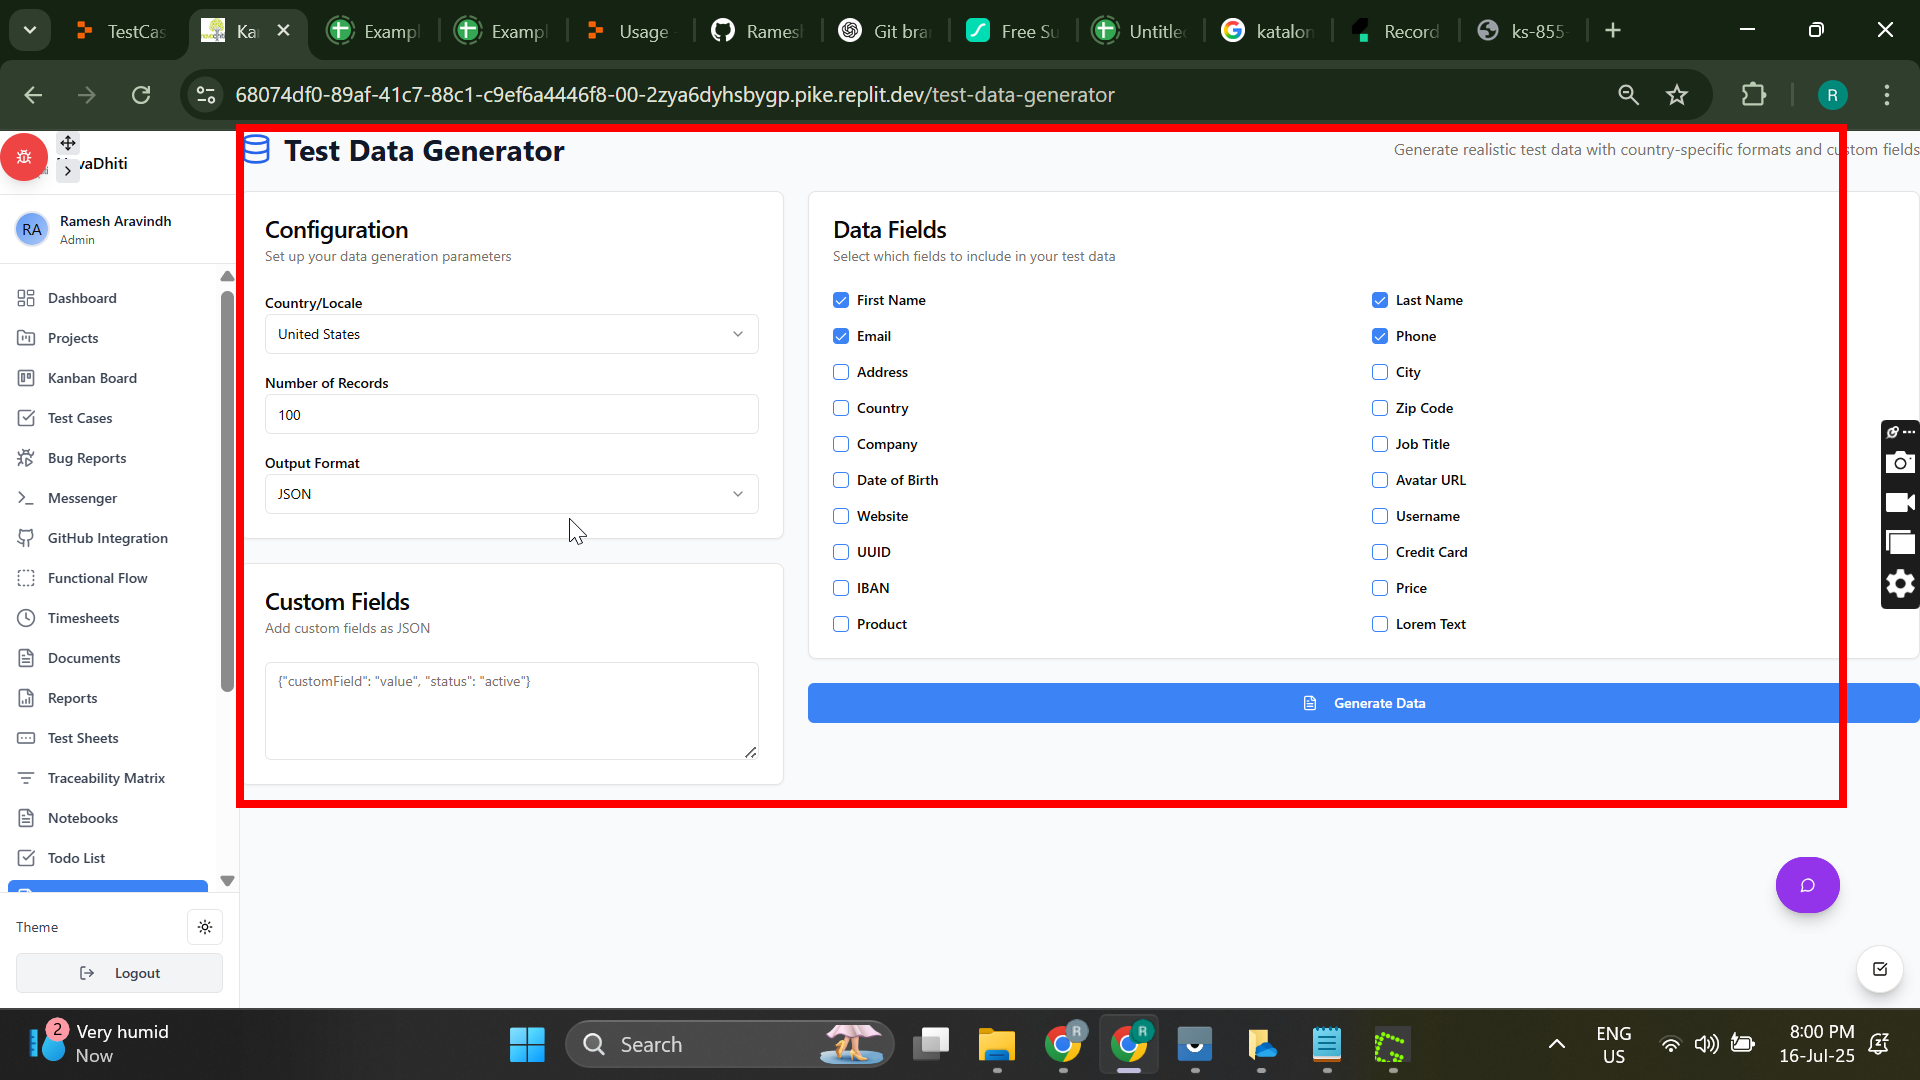 TestCas
Ka
Exampl
Exampl
Usage
Ramesh
Git bra
Free Su
Untitle
katalon
Record
ks-855-
68074df0-89af-41c7-88c1-c9ef6a4446f8-00-2zya6dyhsbygp.pike.replit.dev/test-data-generator
R
vaDhiti
RA
Ramesh Aravindh
Admin
Dashboard
Projects
Kanban Board
Test Cases
Bug Reports
Messenger
GitHub Integration
Functional Flow
Timesheets
Documents
Reports
Test Sheets
Traceability Matrix
Notebooks
Todo List
Theme
Logout
Test Data Generator
Generate realistic test data with country-specific formats and custom fields
Configuration
Set up your data generation parameters
Country/Locale
United States
Number of Records
100
Output Format
JSON
Custom Fields
Add custom fields as JSON
{"customField": "value", "status": "active"}
Data Fields
Select which fields to include in your test data
First Name
Last Name
Email
Phone
Address
City
Country
Zip Code
Company
Job Title
Date of Birth
Avatar URL
Website
Username
UUID
Credit Card
IBAN
Price
Product
Lorem Text
Generate Data
2
Very humid
Now
Search
R
R
ENG
US
8:00 PM
16-Jul-25